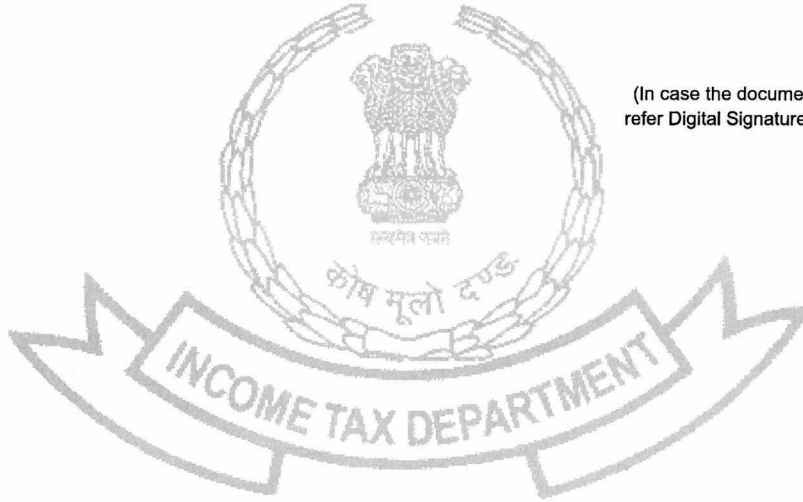 (In case the docume
refer Digital Signature
सत्यमेव जयते
कोष मूलो दण्ड
INCOME TAX DEPARTMENT